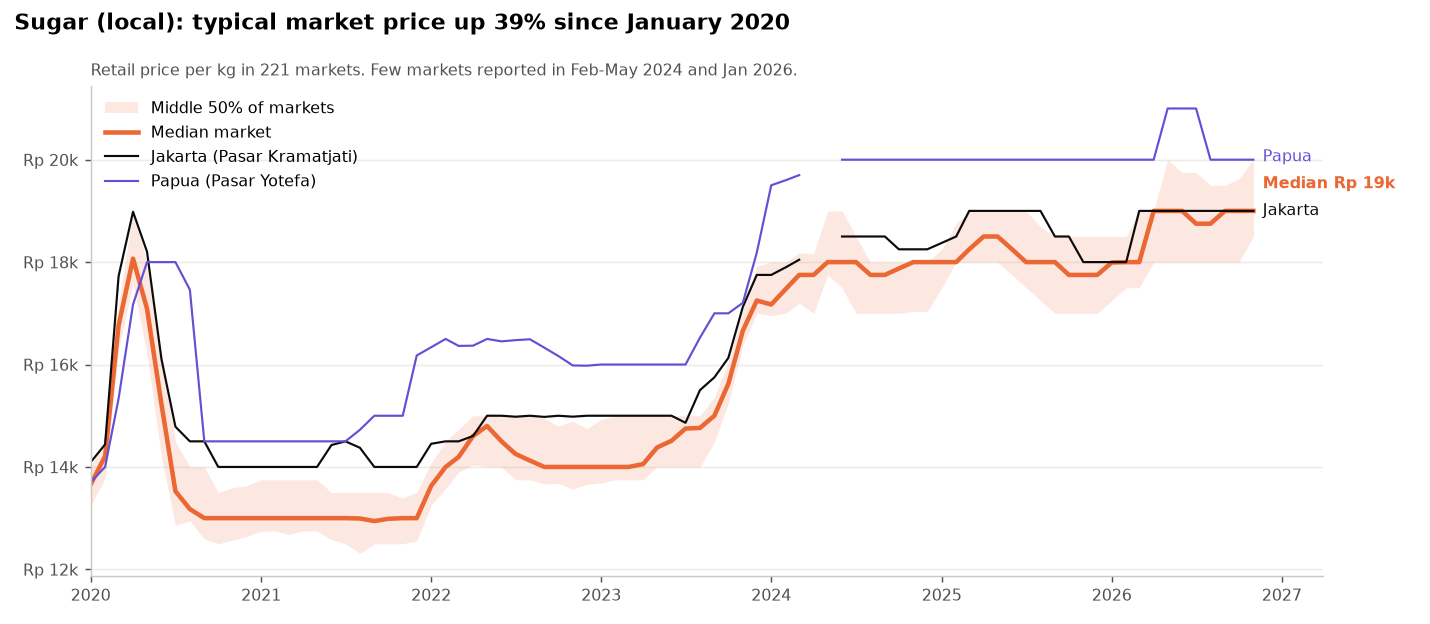 Sugar (local): typical market price up 39% since January 2020
Retail price per kg in 221 markets. Few markets reported in Feb-May 2024 and Jan 2026.
Middle 50% of markets
Median market
Jakarta (Pasar Kramatjati)
Papua (Pasar Yotefa)
Rp 20k
Rp 18k
Rp 16k
Rp 14k
Rp 12k
Papua
Median Rp 19k
Jakarta
2020 2021 2022 2023 2024 2025 2026 2027